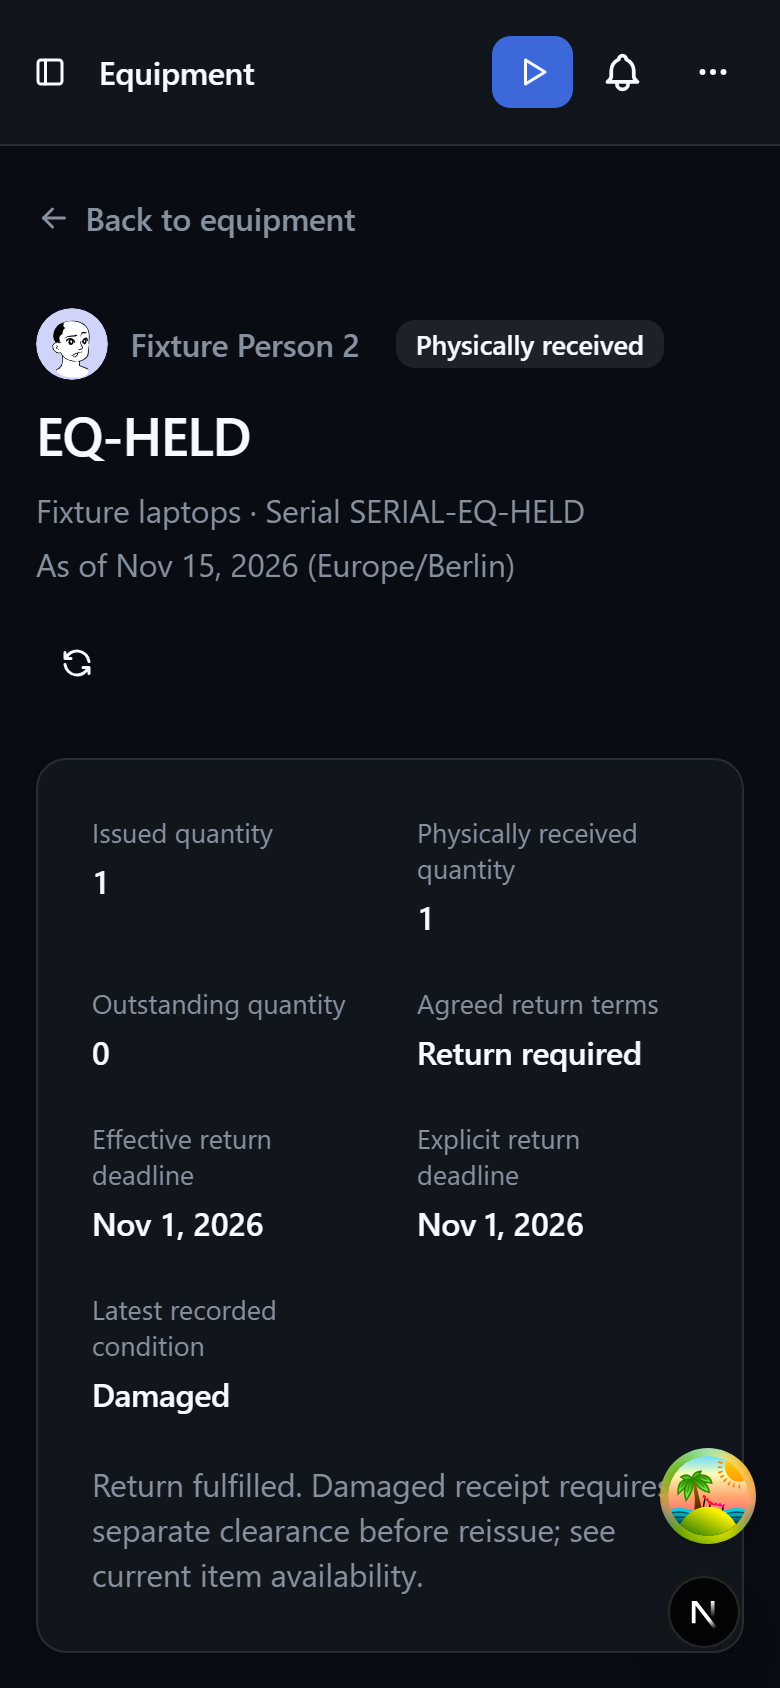 Equipment
Back to equipment
Fixture Person 2
Physically received
EQ-HELD
Fixture laptops · Serial SERIAL-EQ-HELD
As of Nov 15, 2026 (Europe/Berlin)
Issued quantity
1
Physically received
quantity
1
Outstanding quantity
0
Agreed return terms
Return required
Effective return
deadline
Nov 1, 2026
Explicit return
deadline
Nov 1, 2026
Latest recorded
condition
Damaged
Return fulfilled. Damaged receipt requires
separate clearance before reissue; see
current item availability.
N